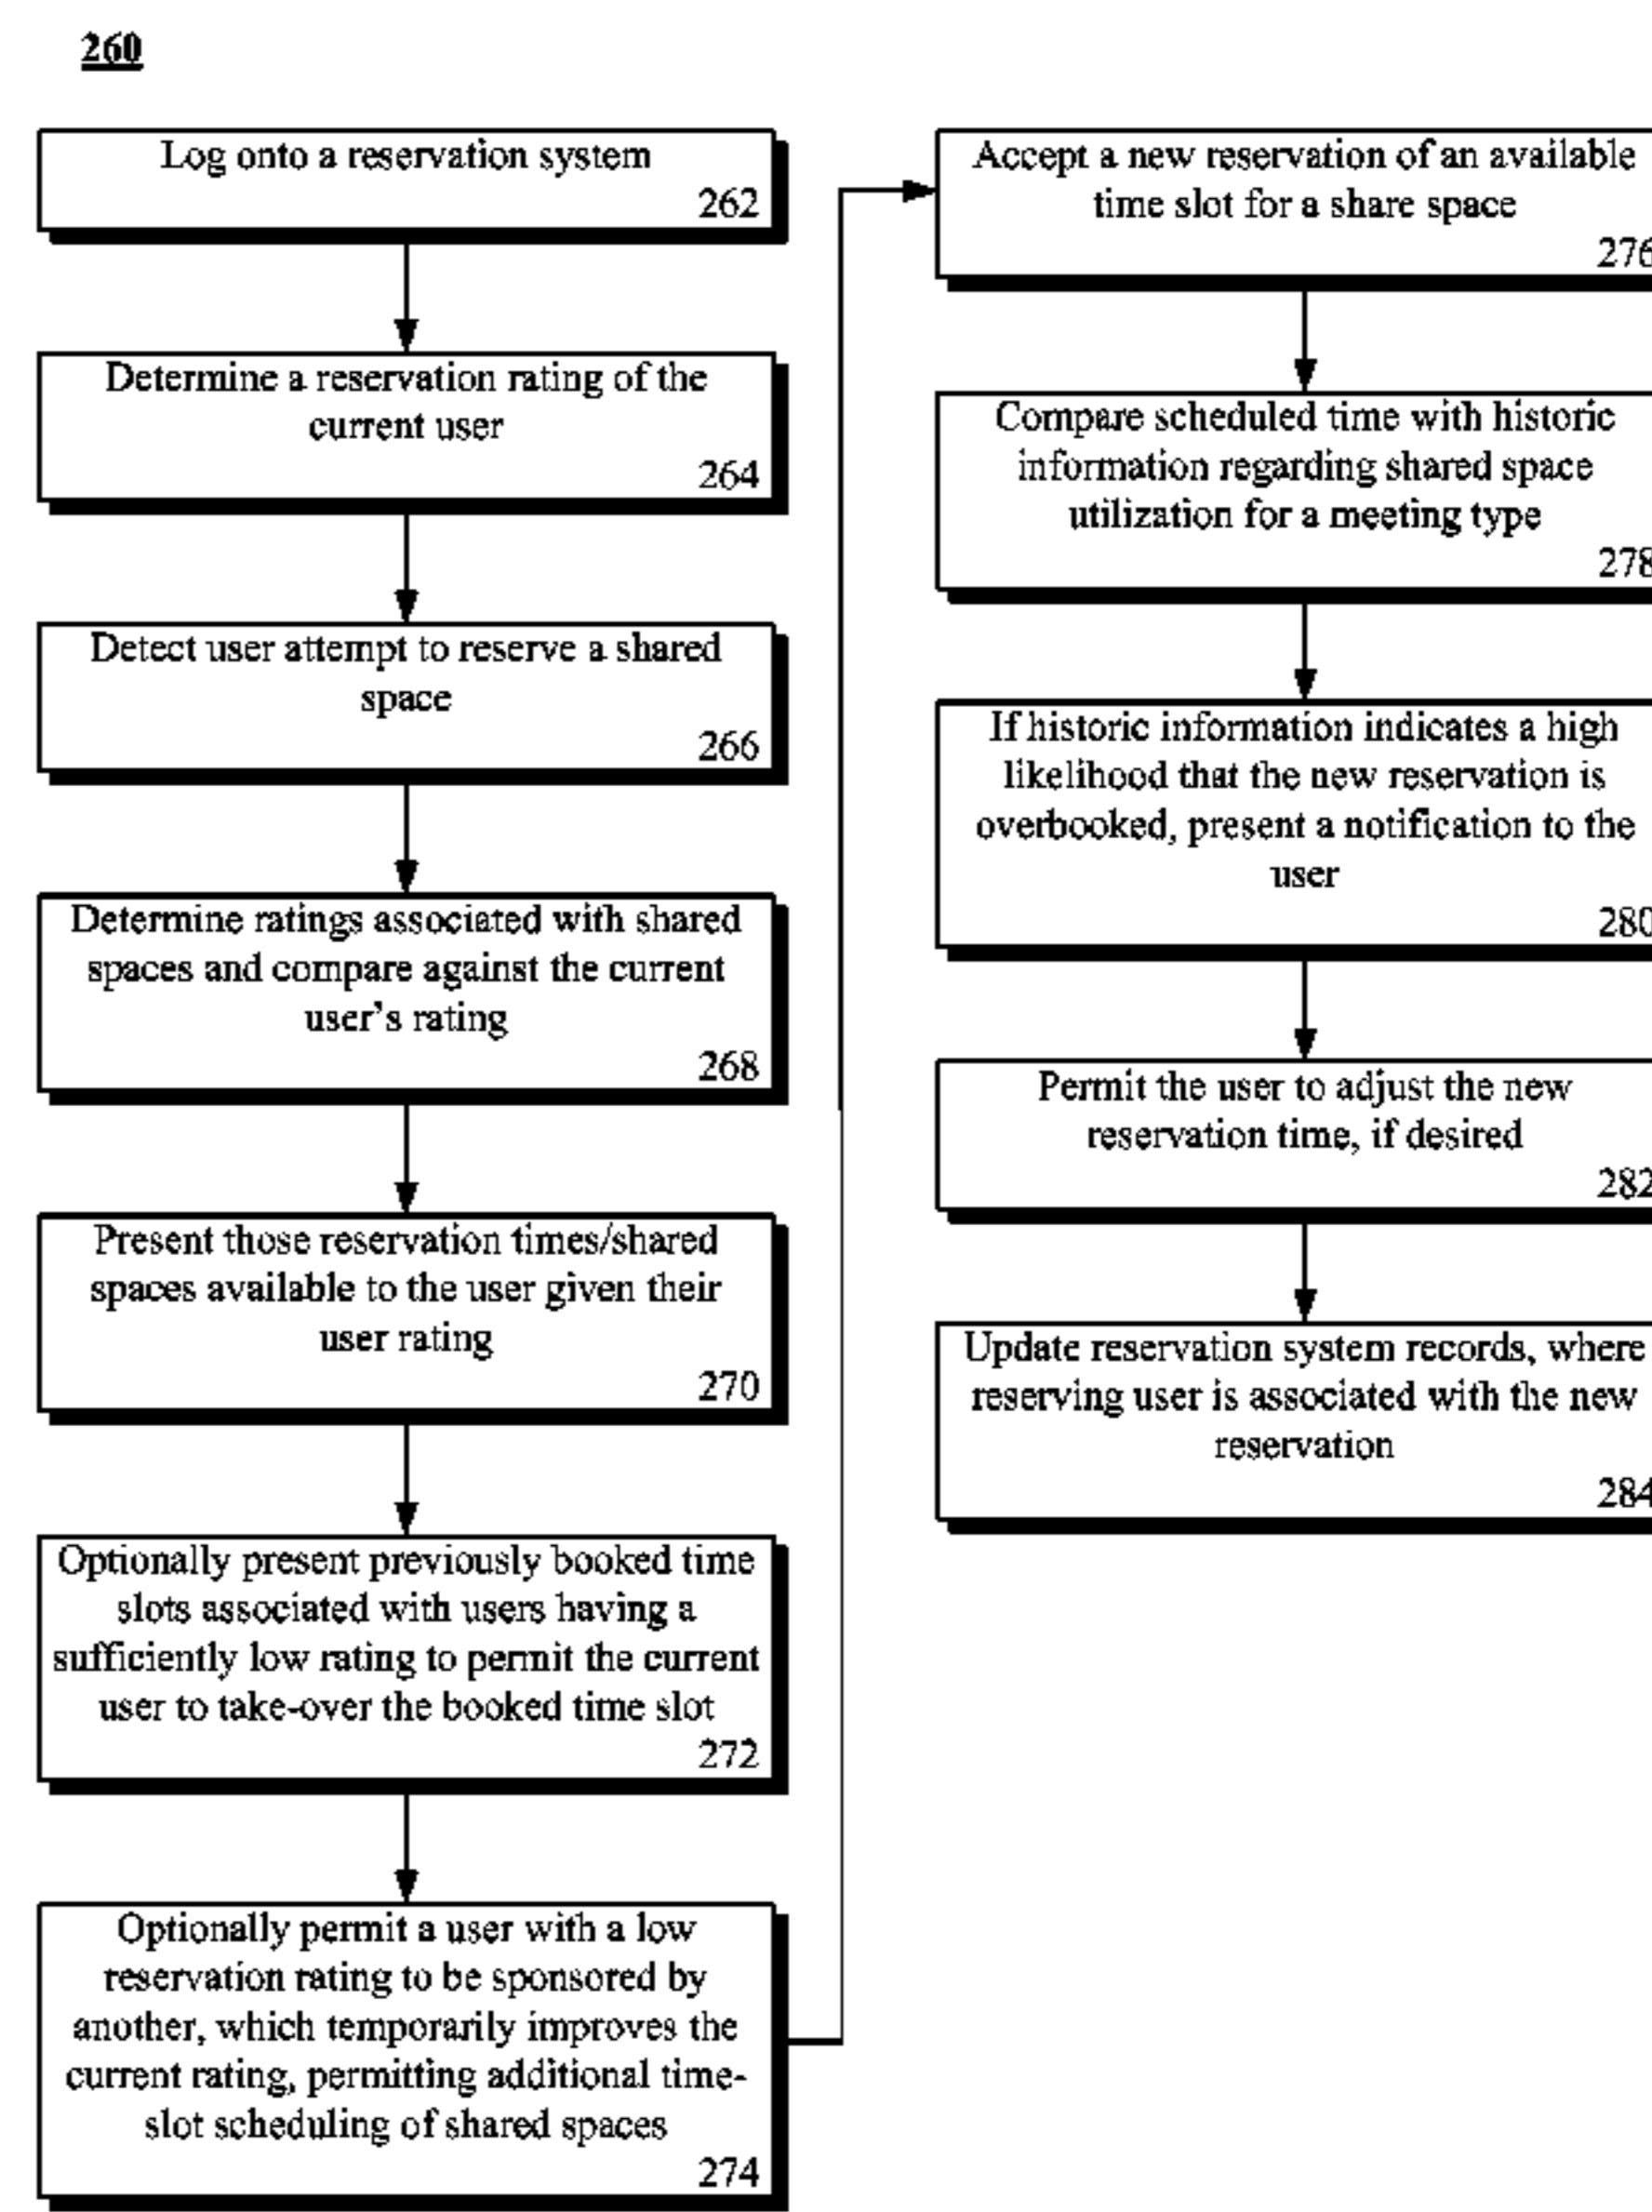 260
Log onto a reservation system
262
Determine a reservation rating of the
current user
264
Detect user attempt to reserve a shared
space
266
Determine ratings associated with shared
spaces and compare against the current
user's rating
268
Present those reservation times/shared
spaces available to the user given their
user rating
270
Optionally present previously booked time
slots associated with users having a
sufficiently low rating to permit the current
user to take-over the booked time slot
272
Optionally permit a user with a low
reservation rating to be sponsored by
another, which temporarily improves the
current rating, permitting additional time-
slot scheduling of shared spaces
274
Accept a new reservation of an available
time slot for a share space
276
Compare scheduled time with historic
information regarding shared space
utilization for a meeting type
278
If historic information indicates a high
likelihood that the new reservation is
overbooked, present a notification to the
user
280
Permit the user to adjust the new
reservation time, if desired
282
Update reservation system records, where
reserving user is associated with the new
reservation
284